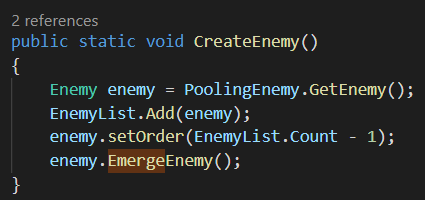 2 references
public static void CreateEnemy()
{
Enemy enemy = PoolingEnemy.GetEnemy();
EnemyList.Add(enemy);
enemy.setOrder(EnemyList.Count - 1);
enemy.EmergeEnemy();
}